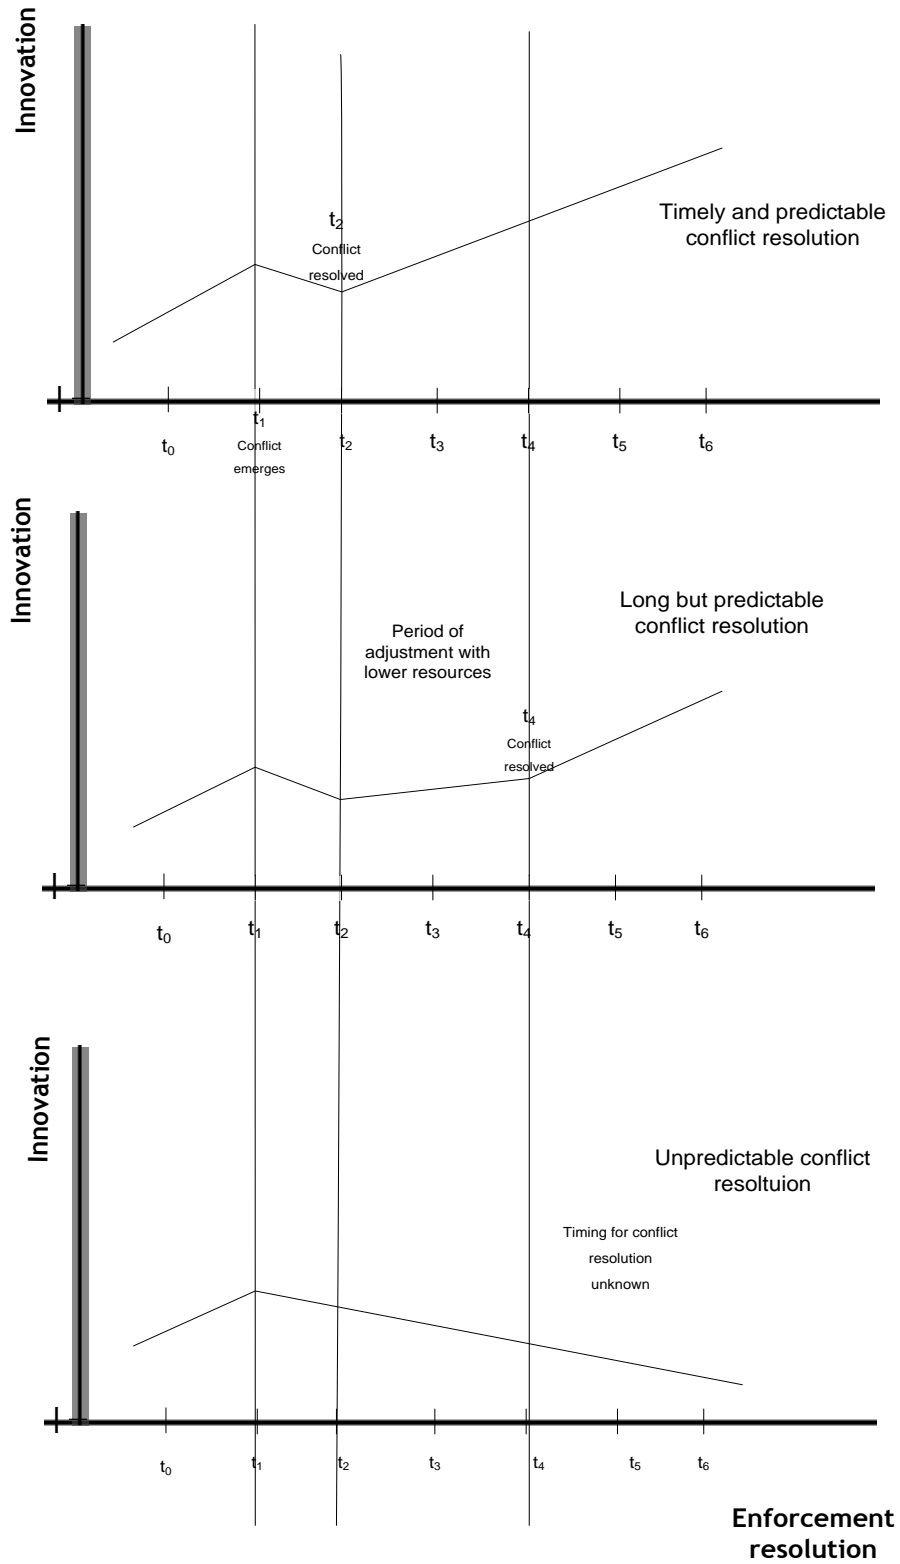 Innovation
t2
Conflict
resolved
Timely and predictable
conflict resolution
t0
t1
Conflict
emerges
t2
t3
t4
t5
t6
Innovation
Long but predictable
conflict resolution
Period of
adjustment with
lower resources
t4
Conflict
resolved
t0
t1
t2
t3
t4
t5
t6
Innovation
Unpredictable conflict
resoltuion
Timing for conflict
resolution
unknown
t0
t1
t2
t3
t4
t5
t6
Enforcement
resolution